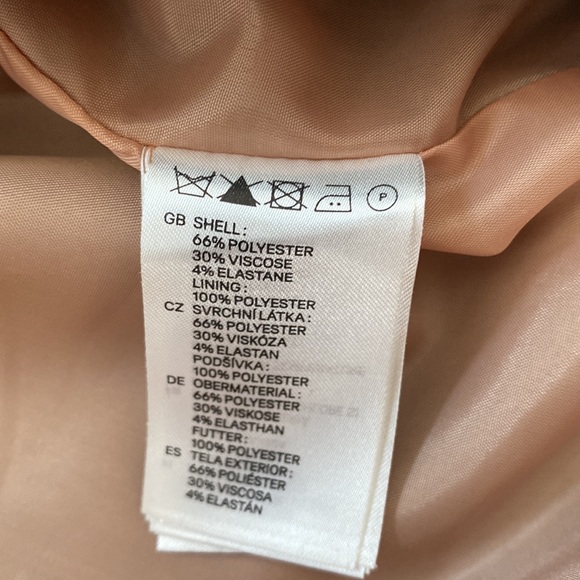 P
GB SHELL:
66% POLYESTER
30% VISCOSE
4% ELASTANE
LINING:
100% POLYESTER
CZ SVRCHNÍ LÁTKA:
66% POLYESTER
30% VISKÓZA
4% ELASTAN
PODŠÍVKA:
100% POLYESTER
DE OBERMATERIAL:
66% POLYESTER
30% VISKOSE
4% ELASTHAN
FUTTER:
100% POLYESTER
ES TELA EXTERIOR:
66% POLIÉSTER
30% VISCOSA
4% ELASTÁN